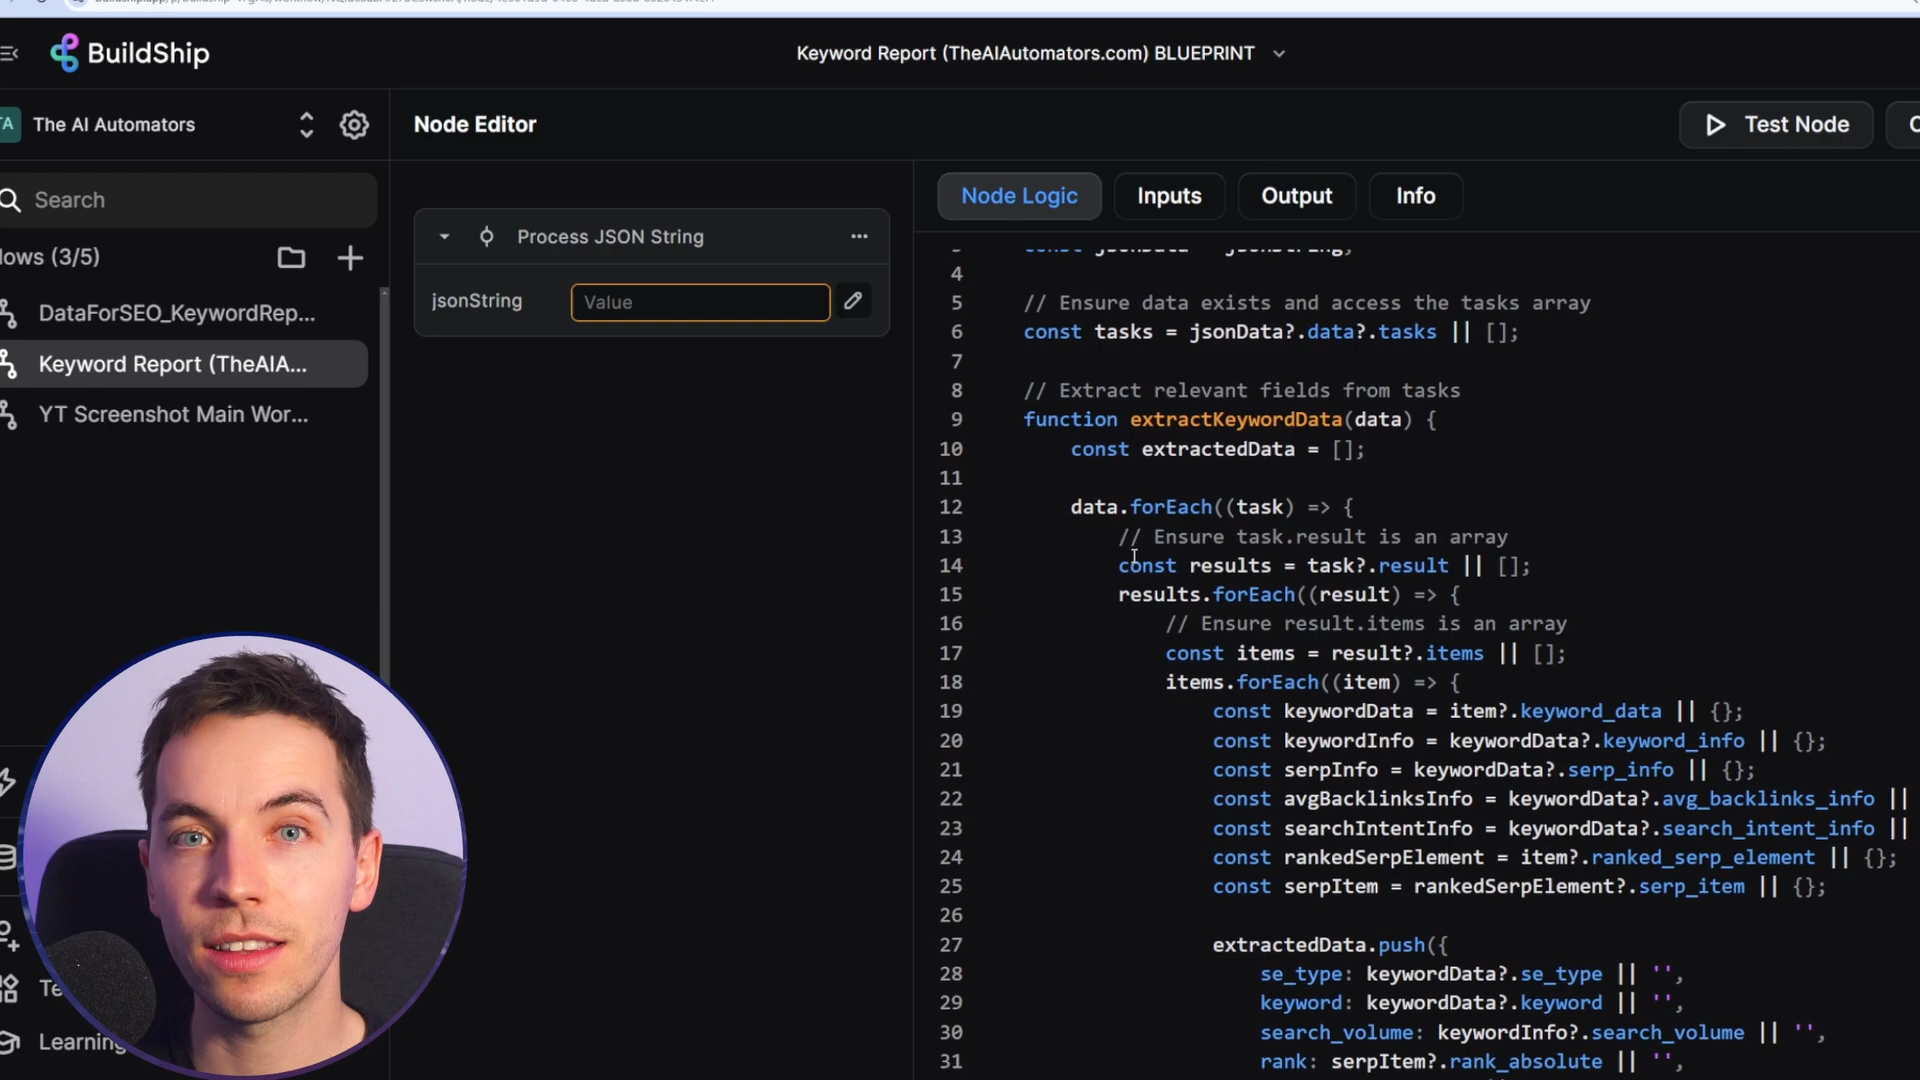 BuildShip
Keyword Report (TheAIAutomators.com) BLUEPRINT
The AI Automators
Node Editor
Test Node
Search
lows (3/5)
DataForSEO_KeywordRep...
Keyword Report (TheAIA...
YT Screenshot Main Wor...
Learning
Process JSON String
jsonString
Value
Node Logic
Inputs
Output
Info
const jsonData = jsonString;
4
5 // Ensure data exists and access the tasks array
6 const tasks = jsonData?.data?.tasks || [];
7
8 // Extract relevant fields from tasks
9 function extractKeywordData(data) {
10 const extractedData = [];
11
12 data.forEach((task) => {
13 // Ensure task.result is an array
14 const results = task?.result || [];
15 results.forEach((result) => {
16 // Ensure result.items is an array
17 const items = result?.items || [];
18 items.forEach((item) => {
19 const keywordData = item?.keyword_data || {};
20 const keywordInfo = keywordData?.keyword_info || {};
21 const serpInfo = keywordData?.serp_info || {};
22 const avgBacklinksInfo = keywordData?.avg_backlinks_info ||
23 const searchIntentInfo = keywordData?.search_intent_info ||
24 const rankedSerpElement = item?.ranked_serp_element || {};
25 const serpItem = rankedSerpElement?.serp_item || {};
26
27 extractedData.push({
28 se_type: keywordData?.se_type || '',
29 keyword: keywordData?.keyword || '',
30 search_volume: keywordInfo?.search_volume || '',
31 rank: serpItem?.rank_absolute || '',